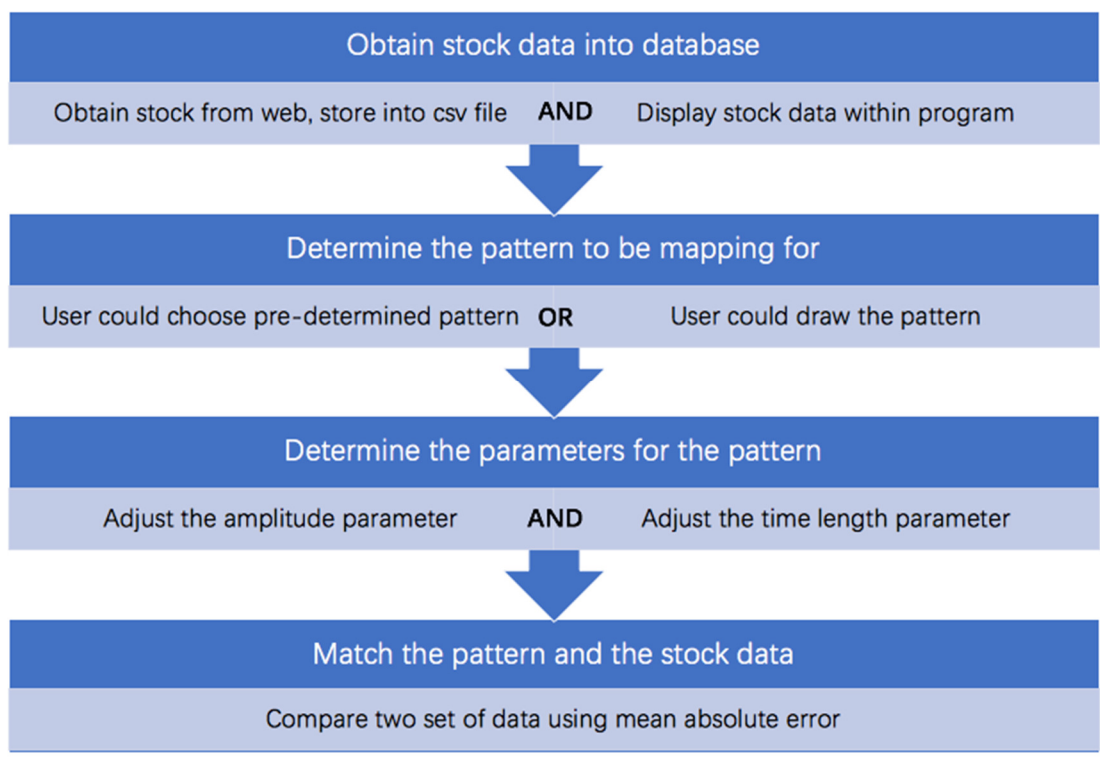 Obtain stock data into database
Obtain stock from web, store into csv file AND Display stock data within program
Determine the pattern to be mapping for
User could choose pre-determined pattern OR User could draw the pattern
Determine the parameters for the pattern
Adjust the amplitude parameter AND Adjust the time length parameter
Match the pattern and the stock data
Compare two set of data using mean absolute error